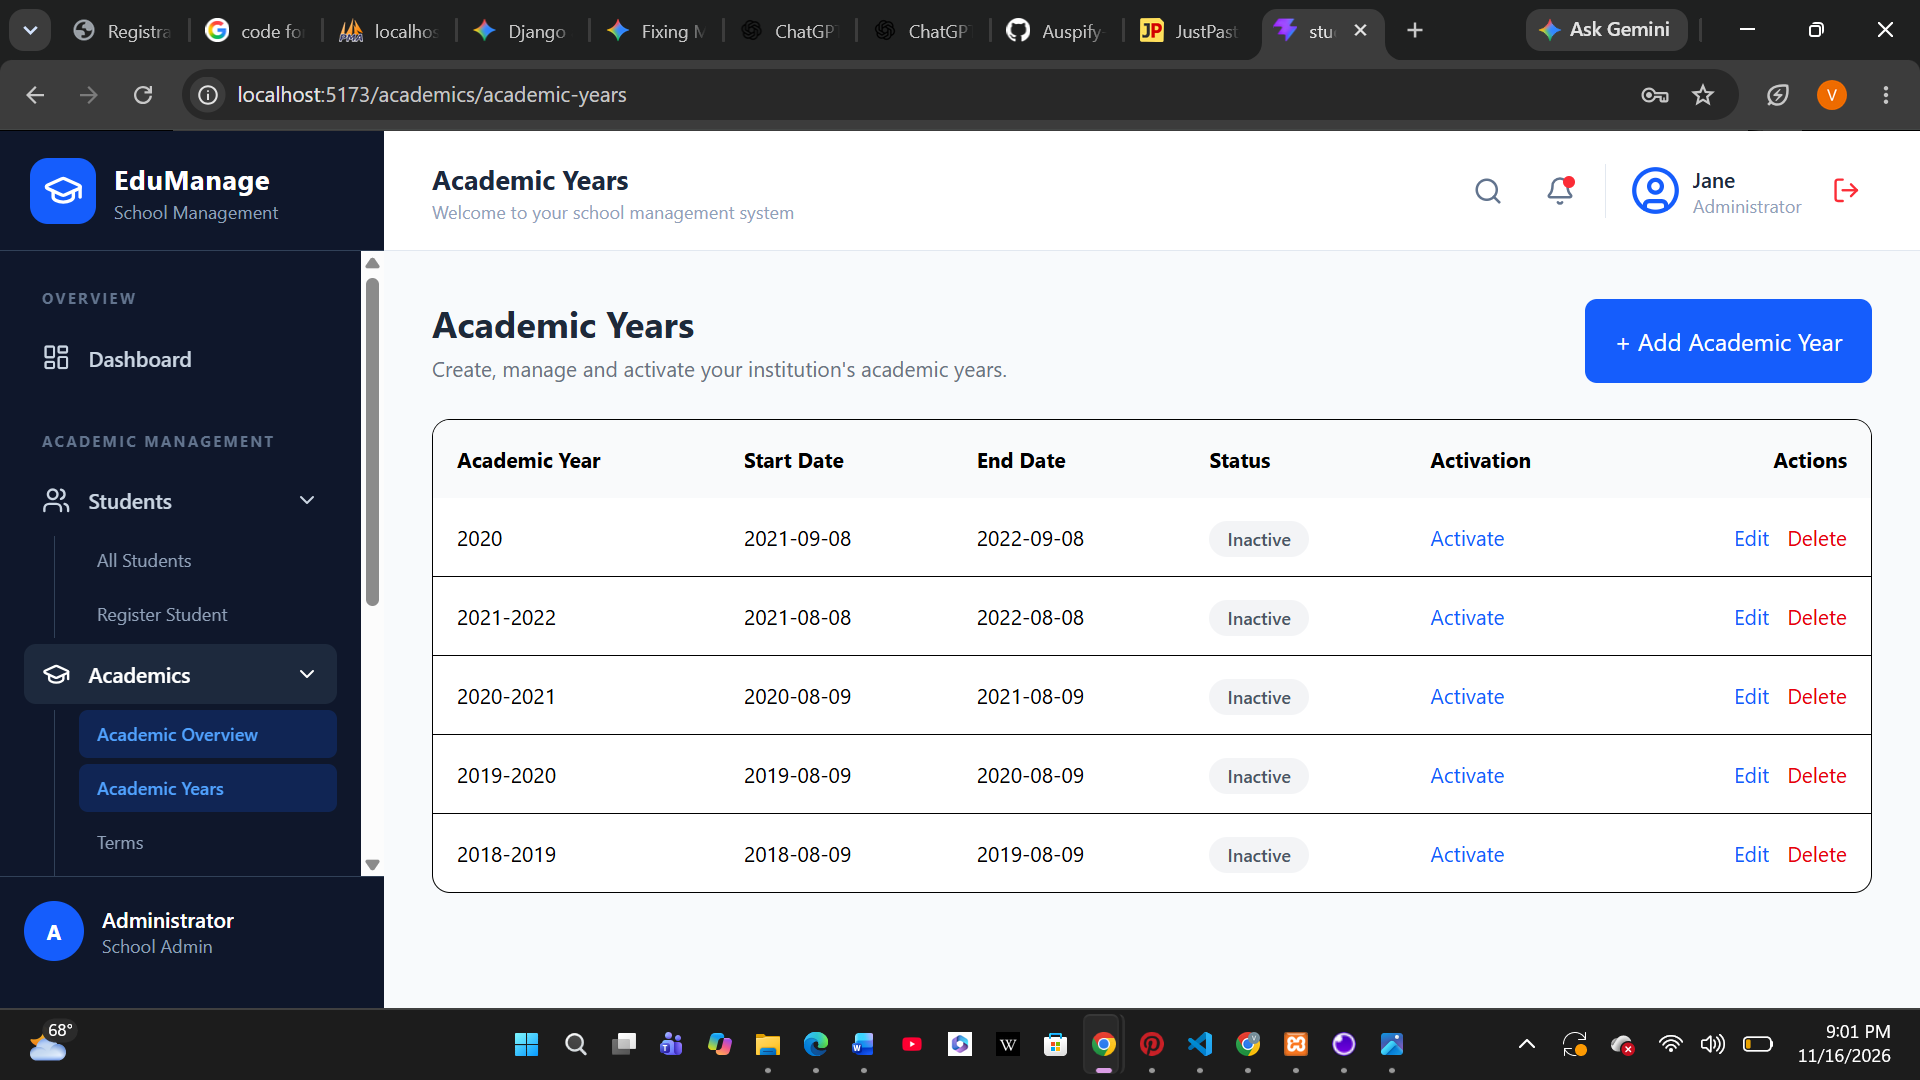 Registra
code fo
localhos
Django
Fixing M
ChatGP
ChatGP
Auspify-
JustPast
stu
Ask Gemini
localhost:5173/academics/academic-years
V
EduManage
School Management
Academic Years
Welcome to your school management system
Jane
Administrator
OVERVIEW
Dashboard
ACADEMIC MANAGEMENT
Students
All Students
Register Student
Academics
Academic Overview
Academic Years
Terms
A
Administrator
School Admin
Academic Years
Create, manage and activate your institution's academic years.
+ Add Academic Year
Academic Year Start Date End Date Status Activation Actions
2020 2021-09-08 2022-09-08 Inactive Activate Edit Delete
2021-2022 2021-08-08 2022-08-08 Inactive Activate Edit Delete
2020-2021 2020-08-09 2021-08-09 Inactive Activate Edit Delete
2019-2020 2019-08-09 2020-08-09 Inactive Activate Edit Delete
2018-2019 2018-08-09 2019-08-09 Inactive Activate Edit Delete
68°
9:01 PM
11/16/2026